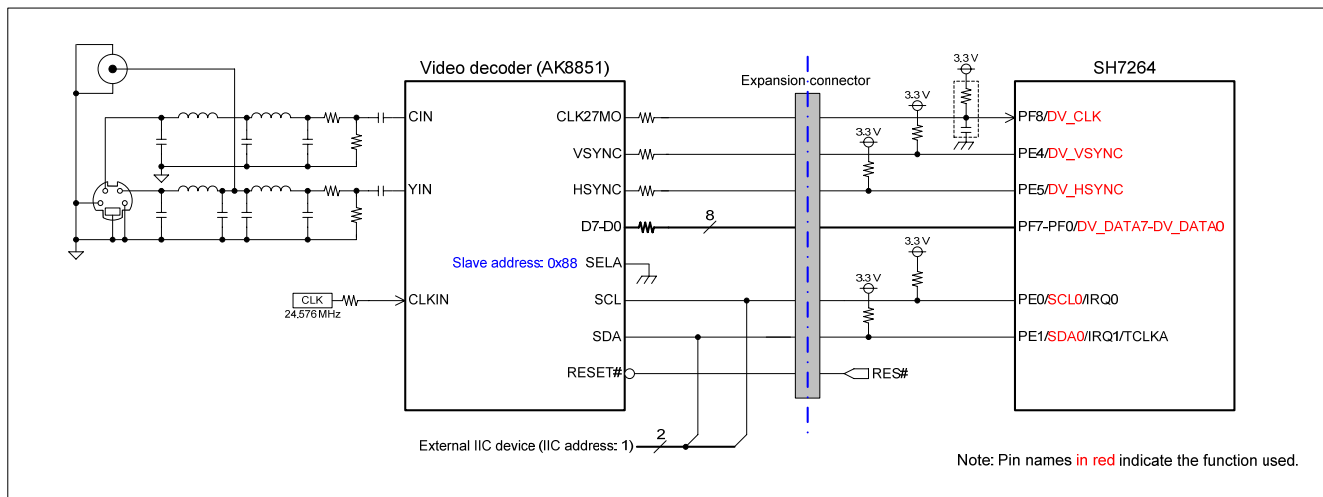 Video decoder (AK8851)
Expansion connector
3.3 V
SH7264
3.3 V
3.3 V
CIN
CLK27MO
PF8/DV_CLK
VSYNC
PE4/DV_VSYNC
YIN
HSYNC
PE5/DV_HSYNC
D7-D0
8
PF7-PF0/DV_DATA7-DV_DATA0
Slave address: 0x88
SELA
3.3 V
3.3 V
CLK
24.576 MHz
CLKIN
SCL
PE0/SCL0/IRQ0
SDA
PE1/SDA0/IRQ1/TCLKA
RESET#
RES#
External IIC device (IIC address: 1)
2
Note: Pin names in red indicate the function used.